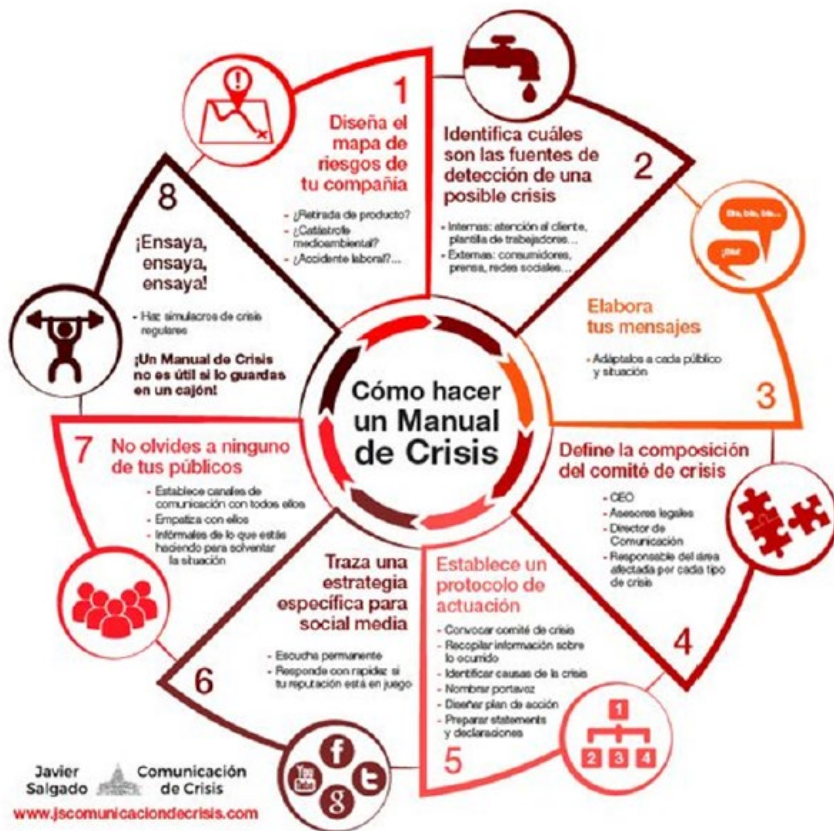 Cómo hacer
un Manual
de Crisis
1
Diseña el
mapa de
riesgos de
tu compañía
- ¿Retirada de producto?
- ¿Catástrofe
medioambiental?
- ¿Accidente laboral?...
2
Identifica cuáles
son las fuentes de
detección de una
posible crisis
- Internas: atención al cliente,
plantilla de trabajadores...
- Externas: consumidores,
prensa, redes sociales...
Bla, bla, bla...
¡Bla!
3
Elabora
tus mensajes
- Adáptalos a cada público
y situación
4
Define la composición
del comité de crisis
- CEO
- Asesores legales
- Director de
Comunicación
- Responsable del área
afectada por cada tipo
de crisis
5
Establece un
protocolo de
actuación
- Convocar comité de crisis
- Recopilar información sobre
lo ocurrido
- Identificar causas de la crisis
- Nombrar portavoz
- Diseñar plan de acción
- Preparar statements
y declaraciones
1
2 3 4
6
Traza una
estrategia
específica para
social media
- Escucha permanente
- Responde con rapidez si
tu reputación está en juego
f
You
Tube
t
g
7
No olvides a ninguno
de tus públicos
- Establece canales de
comunicación con todos ellos
- Empatiza con ellos
- Infórmales de lo que estás
haciendo para solventar
la situación
8
¡Ensaya,
ensaya,
ensaya!
- Haz simulacros de crisis
regulares
¡Un Manual de Crisis
no es útil si lo guardas
en un cajón!
Javier Salgado
Comunicación de Crisis
www.jscomunicaciondecrisis.com